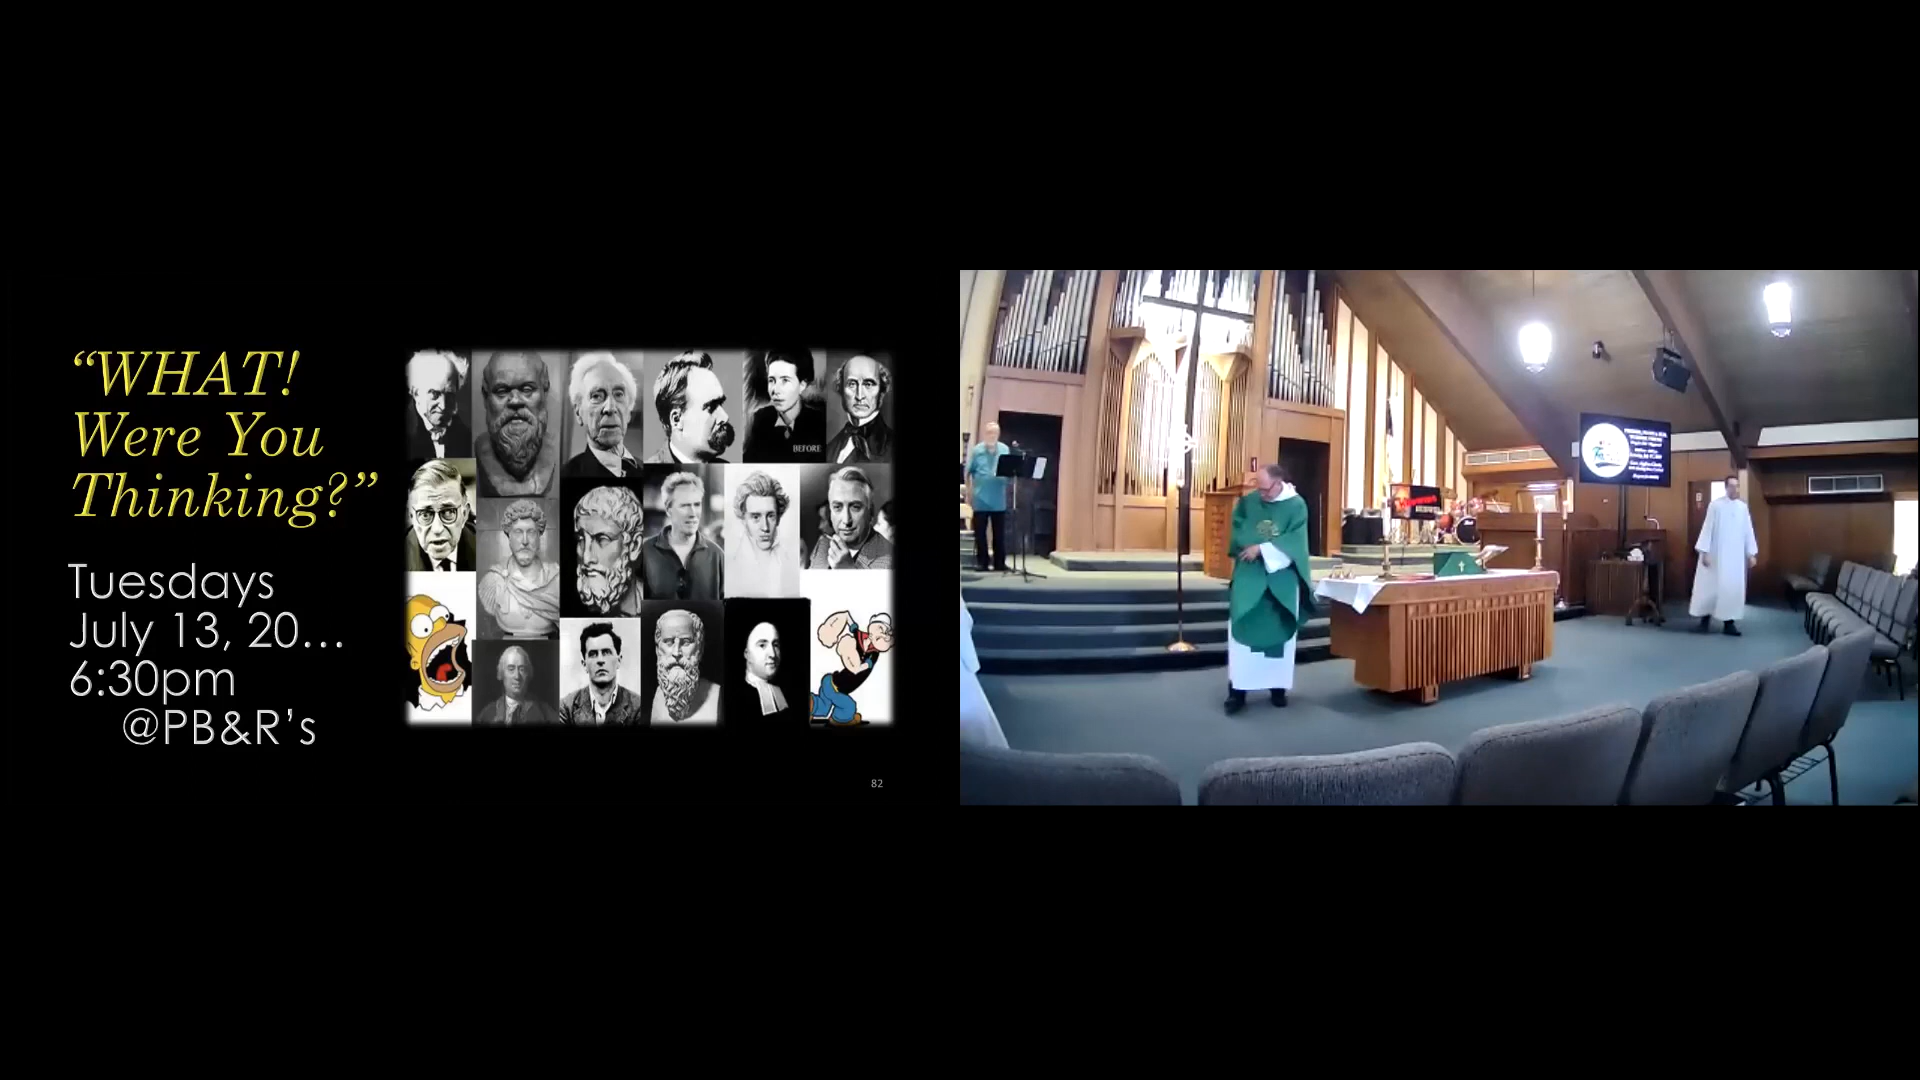 “WHAT!
Were You
Thinking?”
Tuesdays
July 13, 20…
6:30pm
@PB&R’s
BEFORE
82